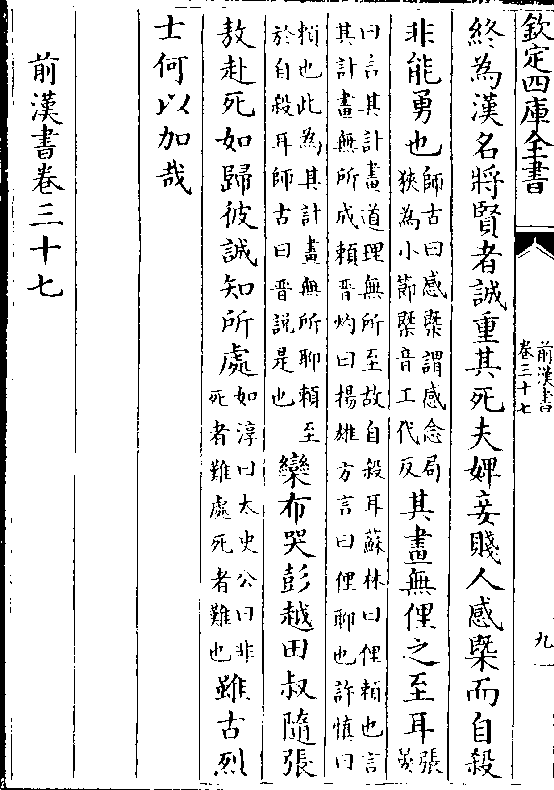 欽定四庫全書
前漢書
卷三十七
九
終為漢名將賢者誠重其死夫婢妾賤人感槩而自殺
非能勇也師古曰感槩謂感念局
狹為小節槩音工代反其畫無俚之至耳張
晏
曰言其計畫道理無所至故自殺耳蘇林曰俚賴也言
其計畫無所成賴晋灼曰揚雄方言曰俚聊也許慎曰
賴也此為其計畫無所聊賴至
於自殺耳師古曰晋説是也欒布哭彭越田叔隨張
敖赴死如歸彼誠知所處如淳曰太史公曰非
死者難處死者難也雖古烈
士何以加哉
前漢書卷三十七